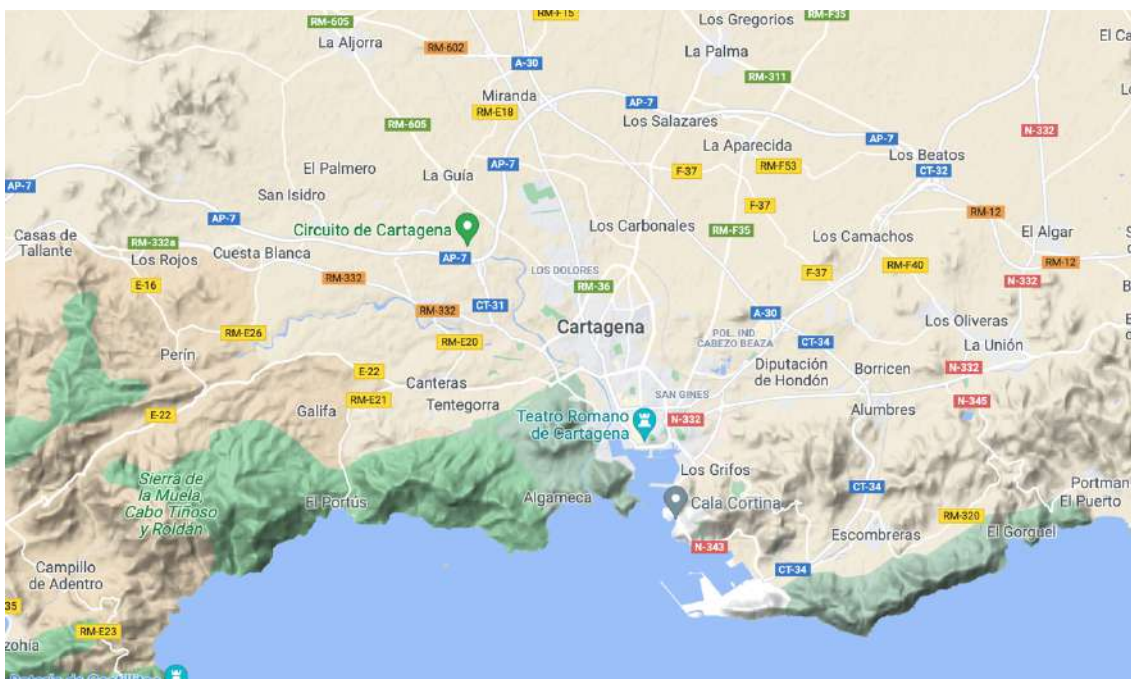 RM-F15
RM-F35
Los Gregorios
RM-605
La Aljorra
RM-602
La Palma
El Ca
A-30
RM-311
Miranda
AP-7
RM-E18
Los Salazares
RM-605
N-332
AP-7
La Aparecida
Los Beatos
El Palmero
AP-7
La Guía
F-37
RM-F53
CT-32
AP-7
San Isidro
F-37
RM-12
AP-7
Circuito de Cartagena
Los Carbonales
RM-F35
Casas de
Tallante
RM-332a
Los Rojos
Cuesta Blanca
AP-7
Los Camachos
El Algar
RM-12
E-16
RM-332
LOS DOLORES
RM-36
F-37
RM-F40
N-332
RM-332
CT-31
A-30
Cartagena
Los Oliveras
RM-E26
RM-E20
POL. IND.
CABEZO BEAZA
CT-34
La Unión
Perín
E-22
Canteras
Diputación
de Hondón
Borricen
N-332
RM-E21
Tentegorra
SAN GINES
N-345
E-22
Galifa
Teatro Romano
de Cartagena
N-332
Alumbres
Sierra de
la Muela,
Cabo Tiñoso
y Roldán
El Portús
Algameca
Los Grifos
Cala Cortina
CT-34
Portman
El Puerto
RM-320
El Gorguel
Escombreras
N-343
Campillo
de Adentro
CT-34
35
RM-E23
zohía